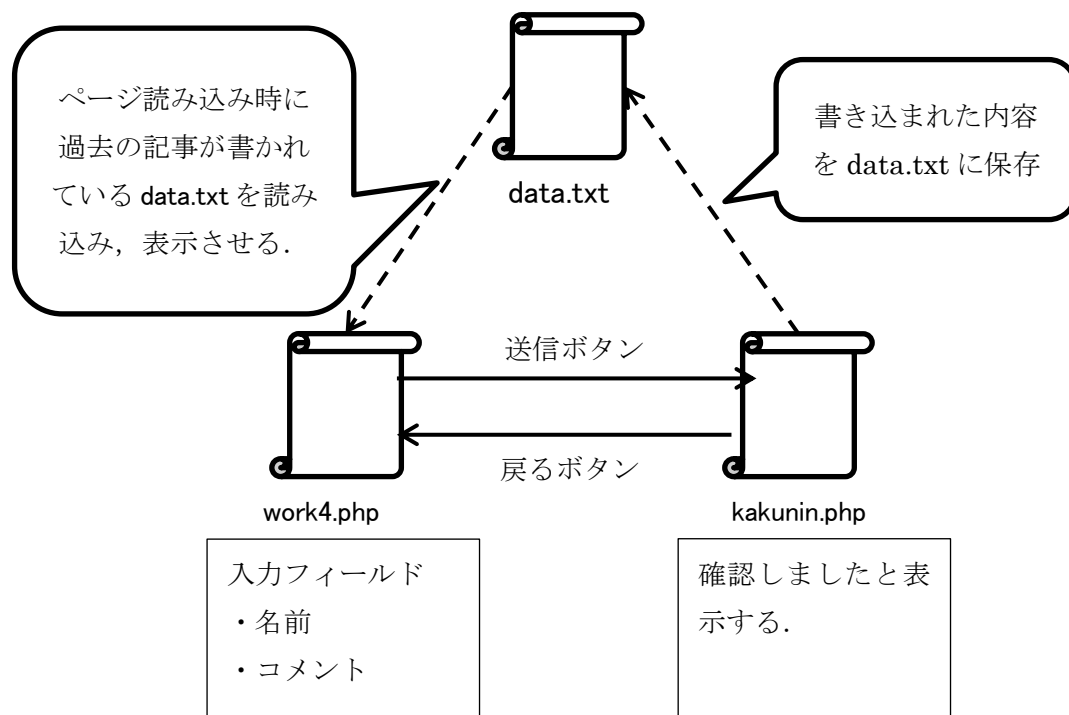 ページ読み込み時に
過去の記事が書かれ
ている data.txt を読み
込み，表示させる．
data.txt
書き込まれた内容
を data.txt に保存
送信ボタン
戻るボタン
work4.php
kakunin.php
入力フィールド
・名前
・コメント
確認しましたと表
示する．